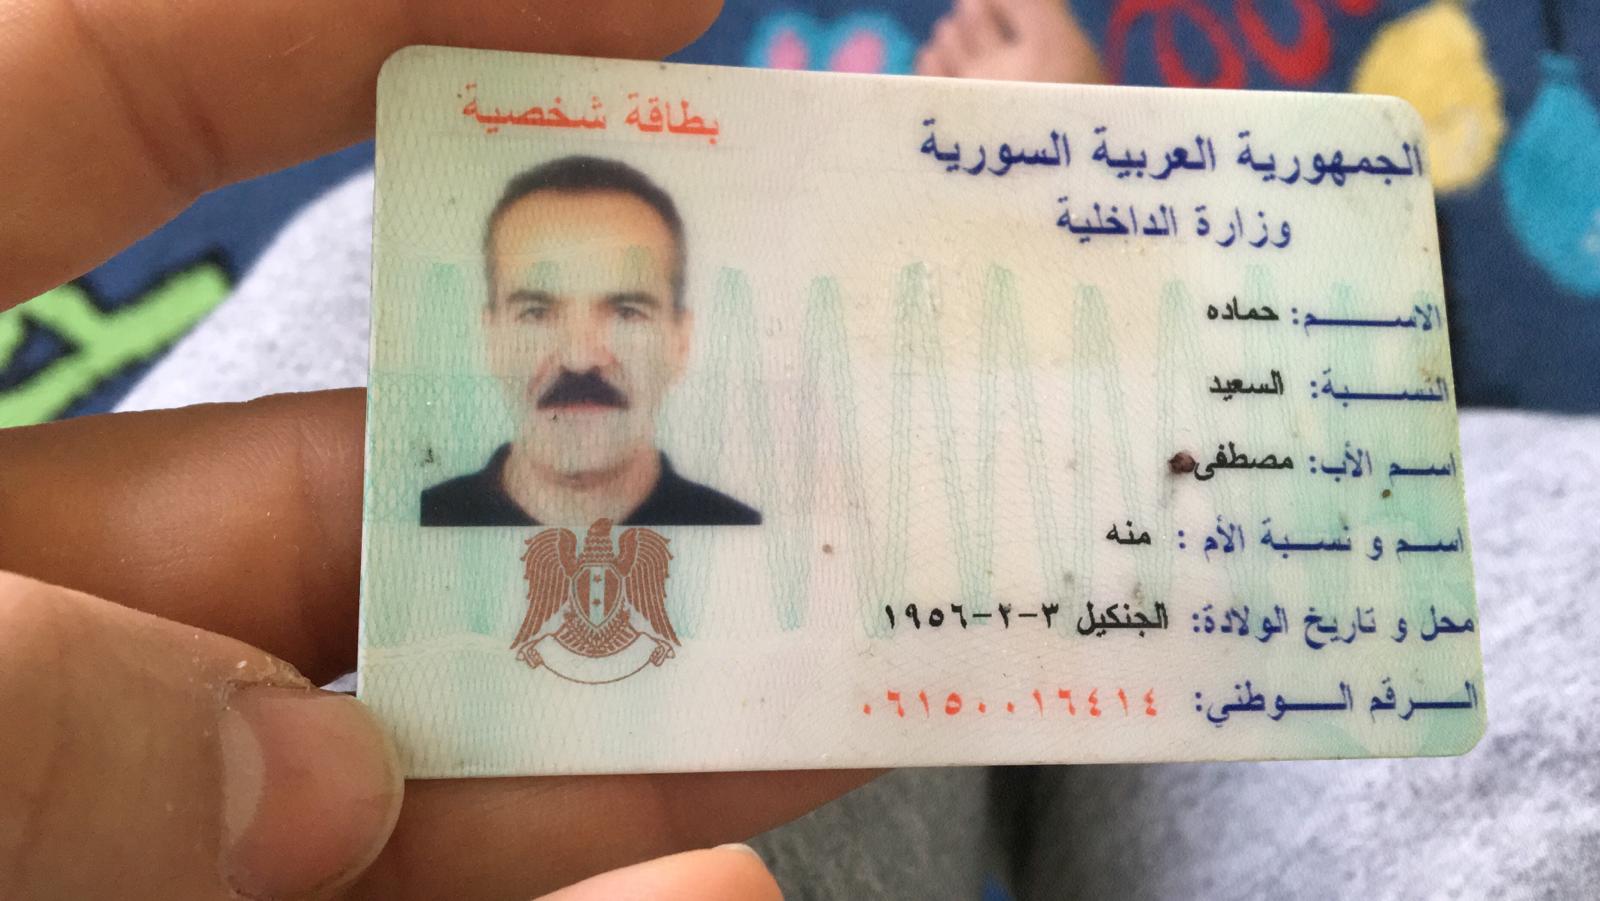 بطاقة شخصية
الجمهورية العربية السورية
وزارة الداخلية
الاسم: حماده
النسبة: السعيد
اسم الأب: مصطفى
اسم و نسبة الأم : منه
محل و تاريخ الولادة: الجنكيل ٣-٢-١٩٥٦
الرقم الوطني: ٠٦١٥٠٠١٦٤١٤